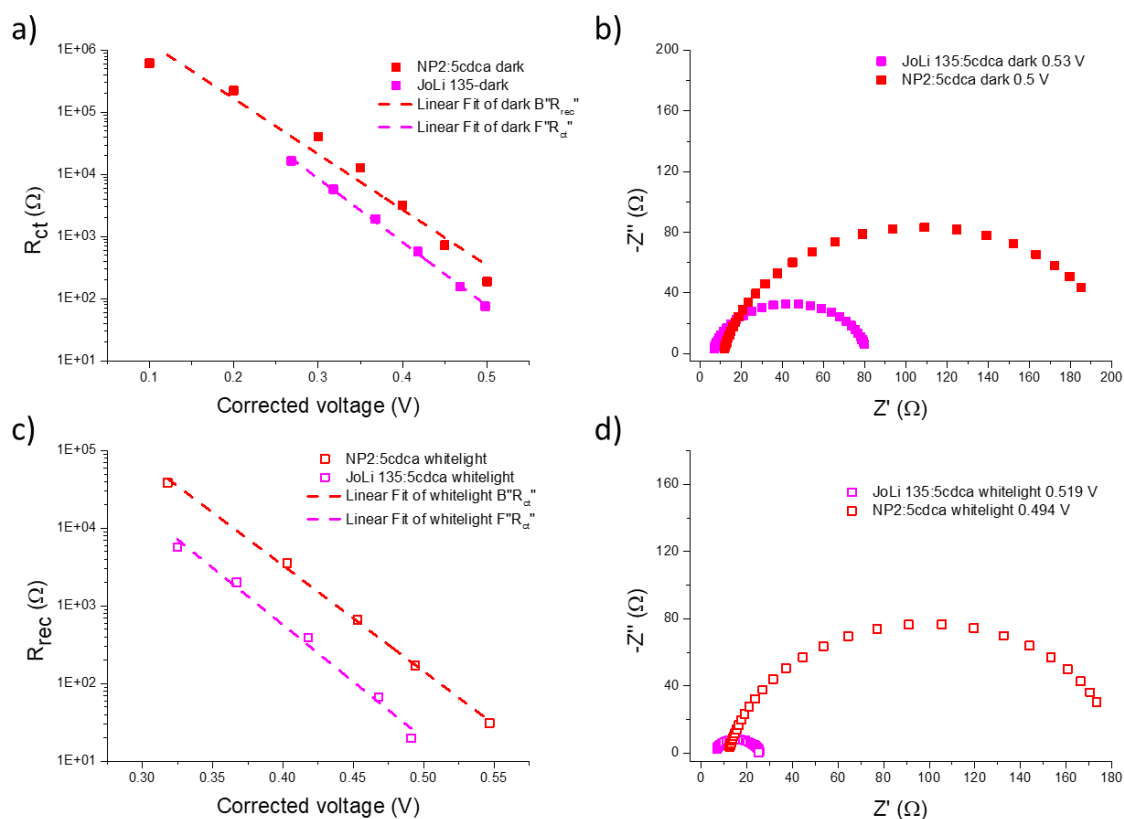 a)
1E+06
1E+05
1E+04
1E+03
1E+02
1E+01
R_ct (Ω)
0.1 0.2 0.3 0.4 0.5
Corrected voltage (V)
NP2:5cdca dark
JoLi 135-dark
Linear Fit of dark B"R_rec"
Linear Fit of dark F"R_ct"
b)
200
160
120
80
40
0
-Z'' (Ω)
0 20 40 60 80 100 120 140 160 180 200
Z' (Ω)
JoLi 135:5cdca dark 0.53 V
NP2:5cdca dark 0.5 V
c)
1E+05
1E+04
1E+03
1E+02
1E+01
R_rec (Ω)
0.30 0.35 0.40 0.45 0.50 0.55
Corrected voltage (V)
NP2:5cdca whitelight
JoLi 135:5cdca whitelight
Linear Fit of whitelight B"R_ct"
Linear Fit of whitelight F"R_ct"
d)
160
120
80
40
0
-Z'' (Ω)
0 20 40 60 80 100 120 140 160 180
Z' (Ω)
JoLi 135:5cdca whitelight 0.519 V
NP2:5cdca whitelight 0.494 V